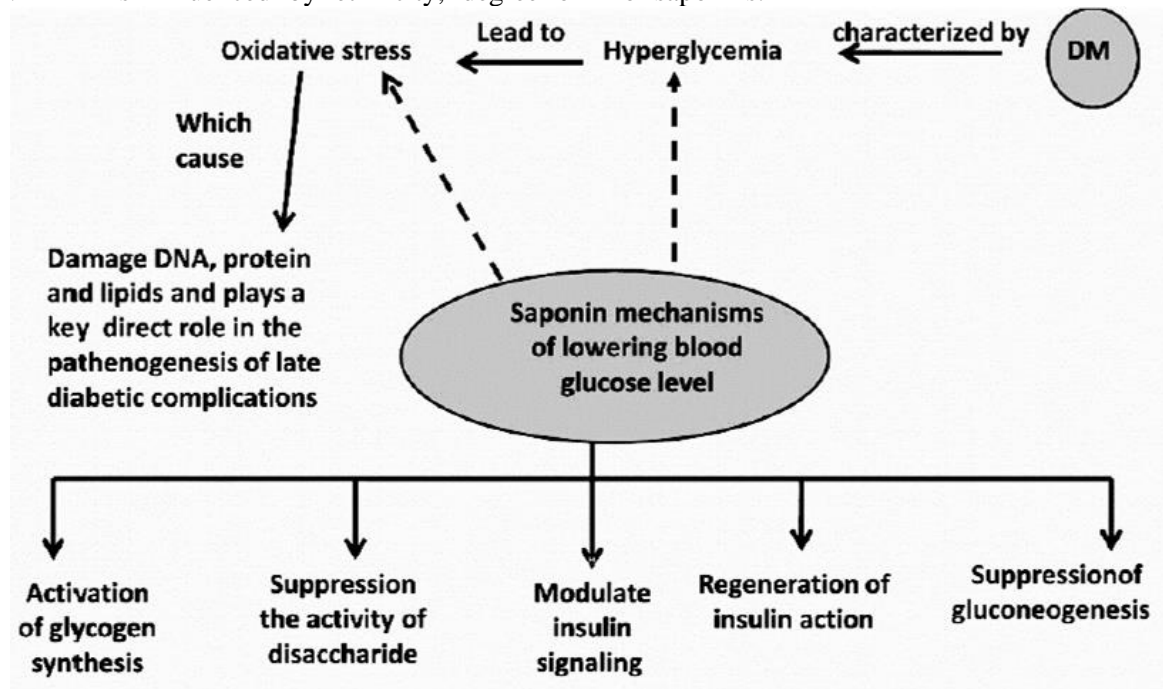 Oxidative stress
Lead to
Hyperglycemia
characterized by
DM
Which
cause
Damage DNA, protein
and lipids and plays a
key direct role in the
pathenogenesis of late
diabetic complications
Saponin mechanisms
of lowering blood
glucose level
Activation
of glycogen
synthesis
Suppression
the activity of
disaccharide
Modulate
insulin
signaling
Regeneration of
insulin action
Suppressionof
gluconeogenesis